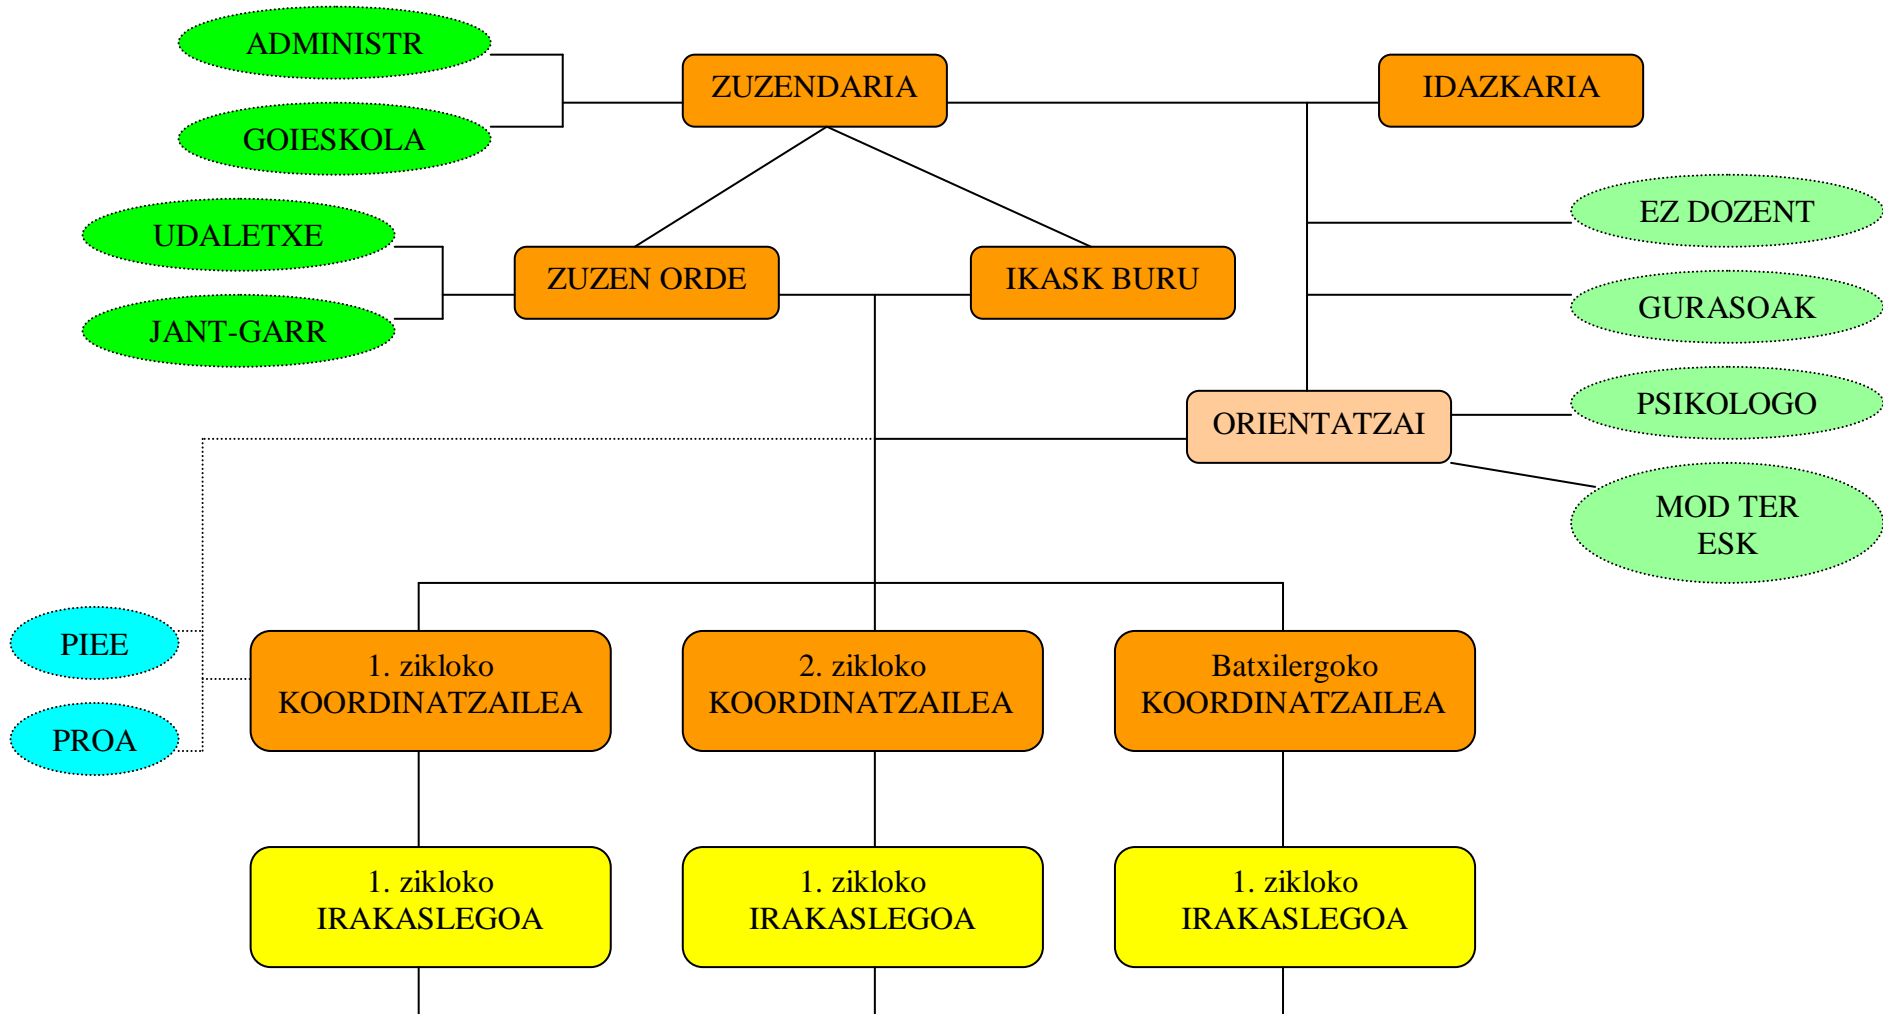 ADMINISTR
ZUZENDARIA
IDAZKARIA
GOIESKOLA
EZ DOZENT
UDALETXE
ZUZEN ORDE
IKASK BURU
GURASOAK
JANT-GARR
PSIKOLOGO
ORIENTATZAI
MOD TER
ESK
PIEE
PROA
1. zikloko
KOORDINATZAILEA
2. zikloko
KOORDINATZAILEA
Batxilergoko
KOORDINATZAILEA
1. zikloko
IRAKASLEGOA
1. zikloko
IRAKASLEGOA
1. zikloko
IRAKASLEGOA